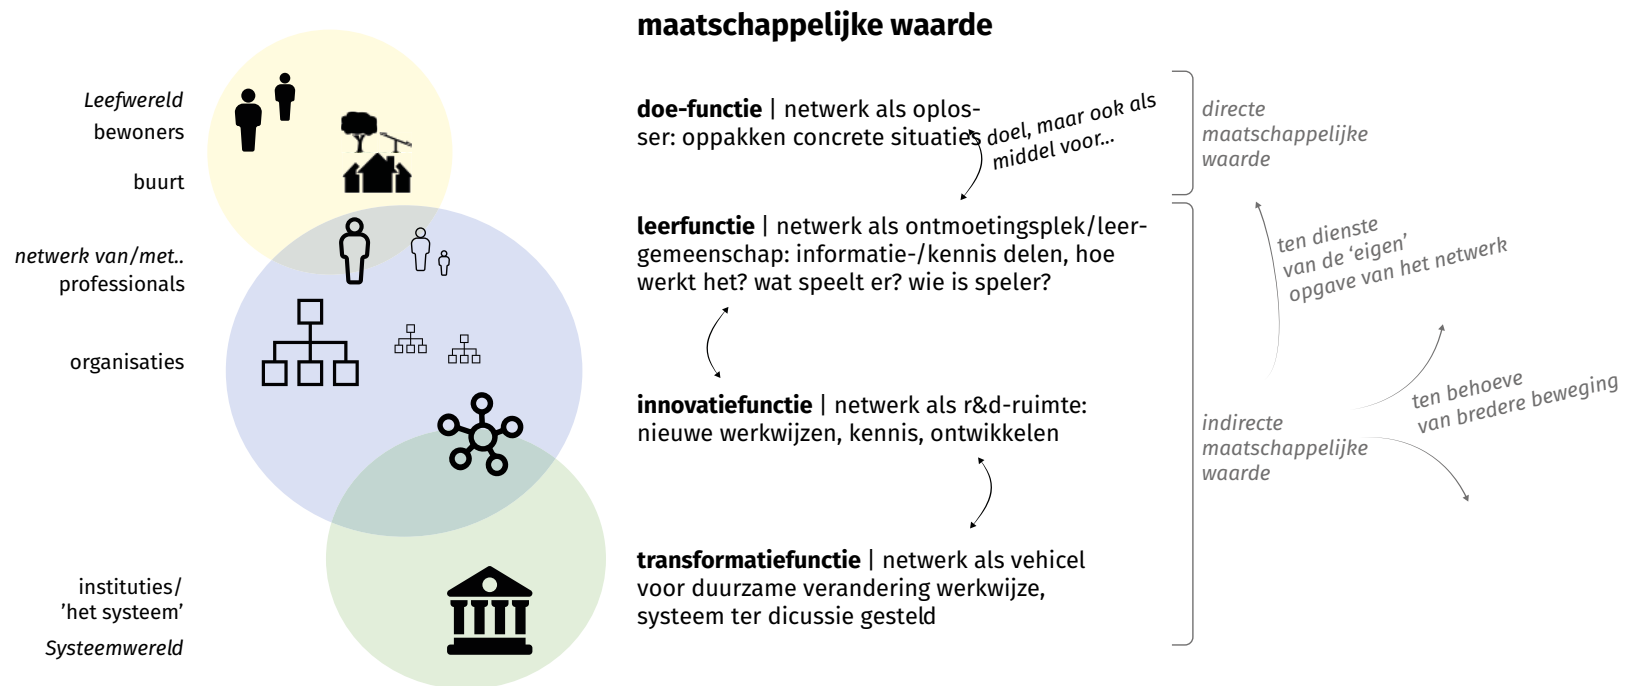 maatschappelijke waarde
Leefwereld
bewoners
buurt
netwerk van/met..
professionals
organisaties
instituties/
’het systeem’
Systeemwereld
doe-functie | netwerk als oplos-
ser: oppakken concrete situaties
doel, maar ook als
middel voor...
leerfunctie | netwerk als ontmoetingsplek/leer-
gemeenschap: informatie-/kennis delen, hoe
werkt het? wat speelt er? wie is speler?
innovatiefunctie | netwerk als r&d-ruimte:
nieuwe werkwijzen, kennis, ontwikkelen
transformatiefunctie | netwerk als vehicel
voor duurzame verandering werkwijze,
systeem ter dicussie gesteld
directe
maatschappelijke
waarde
ten dienste
van de ‘eigen’
opgave van het netwerk
indirecte
maatschappelijke
waarde
ten behoeve
van bredere beweging